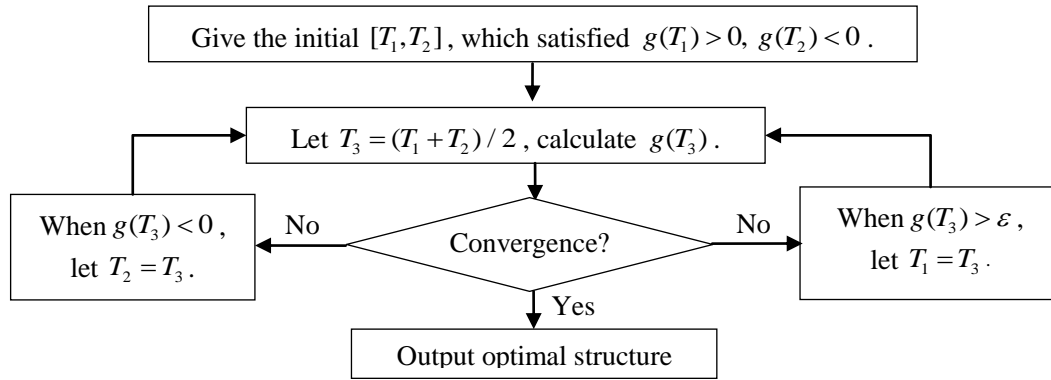 Give the initial [T₁,T₂], which satisfied g(T₁)>0, g(T₂)<0.
Let T₃=(T₁+T₂)/2, calculate g(T₃).
When g(T₃)<0,
let T₂=T₃.
No
Convergence?
No
When g(T₃)>ε,
let T₁=T₃.
Yes
Output optimal structure